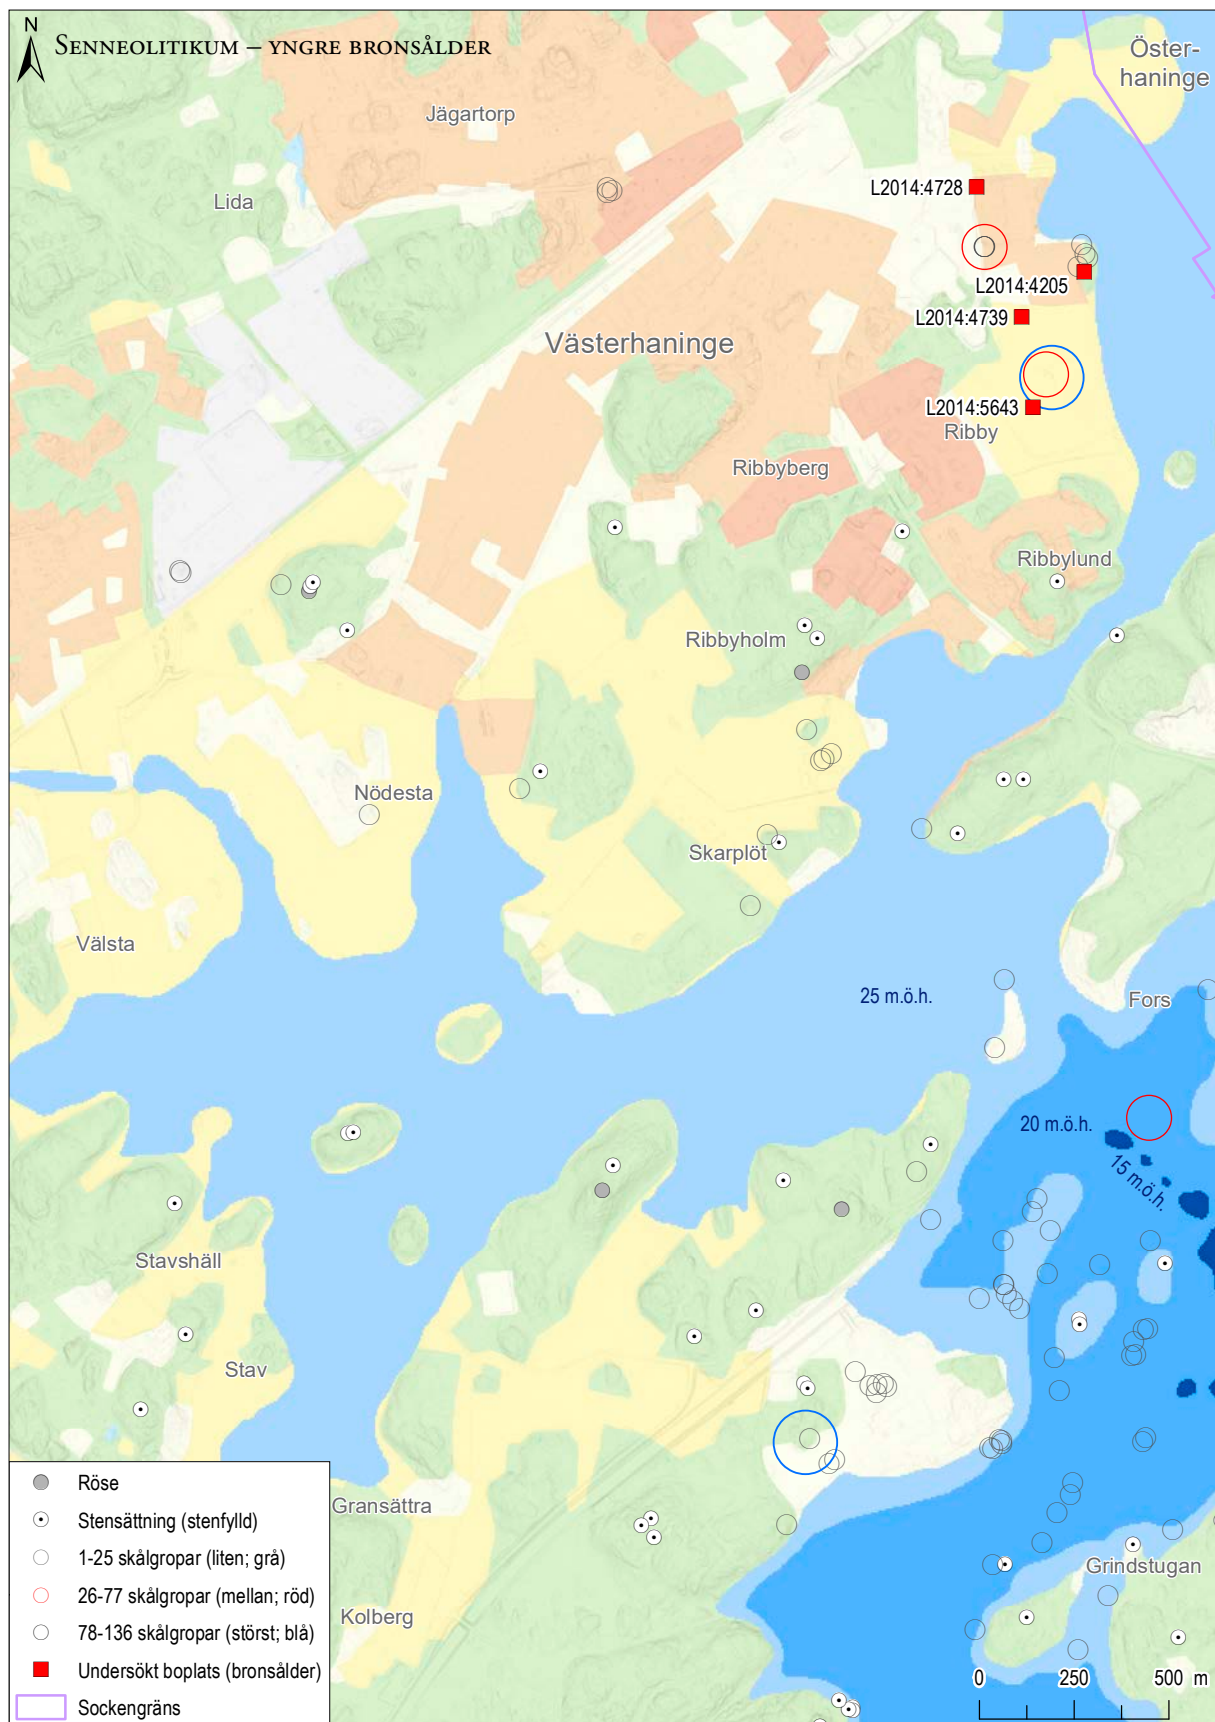 N
SENNEOLITIKUM – YNGRE BRONSÅLDER
Öster-
haninge
Jägartorp
Lida
L2014:4728
L2014:4205
L2014:4739
Västerhaninge
L2014:5643
Ribby
Ribbyberg
Ribbylund
Ribbyholm
Nödesta
Skarplöt
Välsta
25 m.ö.h.
Fors
20 m.ö.h.
15 m.ö.h.
Stavshäll
Stav
Gransättra
Grindstugan
Kolberg
Röse
Stensättning (stenfylld)
1-25 skålgropar (liten; grå)
26-77 skålgropar (mellan; röd)
78-136 skålgropar (störst; blå)
Undersökt boplats (bronsålder)
Sockengräns
0 250 500 m